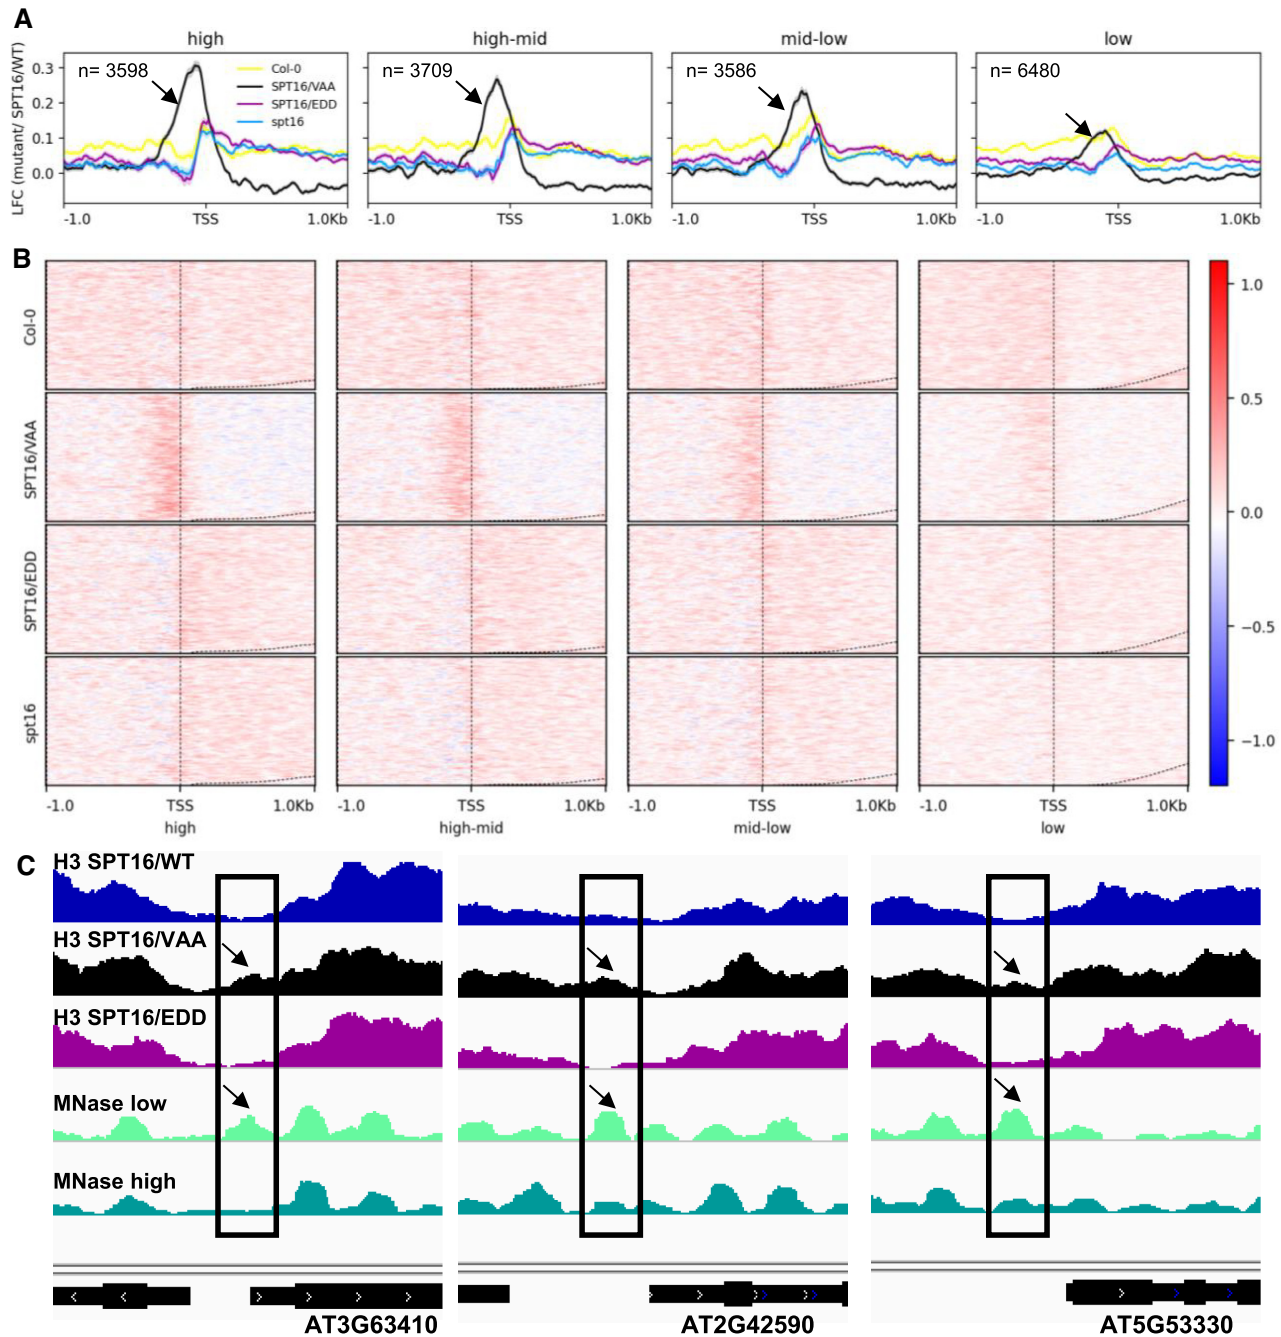 A
high
high-mid
mid-low
low
LFC (mutant/ SPT16/WT)
0.3
0.2
0.1
0.0
n= 3598
Col-0
SPT16/VAA
SPT16/EDD
spt16
n= 3709
n= 3586
n= 6480
-1.0 TSS 1.0Kb
-1.0 TSS 1.0Kb
-1.0 TSS 1.0Kb
-1.0 TSS 1.0Kb
B
Col-0
SPT16/VAA
SPT16/EDD
spt16
1.0
0.5
0.0
−0.5
−1.0
-1.0 TSS 1.0Kb
-1.0 TSS 1.0Kb
-1.0 TSS 1.0Kb
-1.0 TSS 1.0Kb
high
high-mid
mid-low
low
C
H3 SPT16/WT
H3 SPT16/VAA
H3 SPT16/EDD
MNase low
MNase high
AT3G63410
AT2G42590
AT5G53330